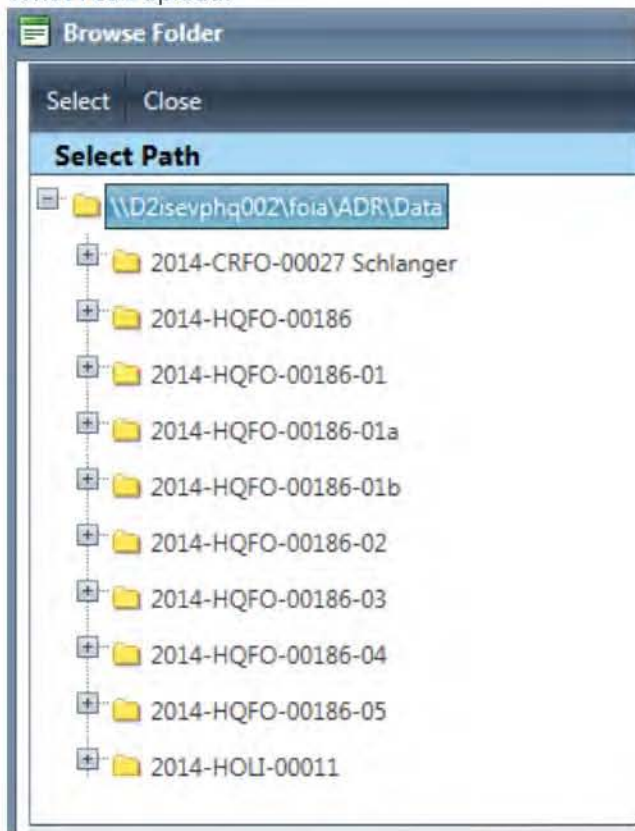 Browse Folder
Select Close
Select Path
\\D2isevphq002\foia\ADR\Data
2014-CRFO-00027 Schlanger
2014-HQFO-00186
2014-HQFO-00186-01
2014-HQFO-00186-01a
2014-HQFO-00186-01b
2014-HQFO-00186-02
2014-HQFO-00186-03
2014-HQFO-00186-04
2014-HQFO-00186-05
2014-HOLI-00011